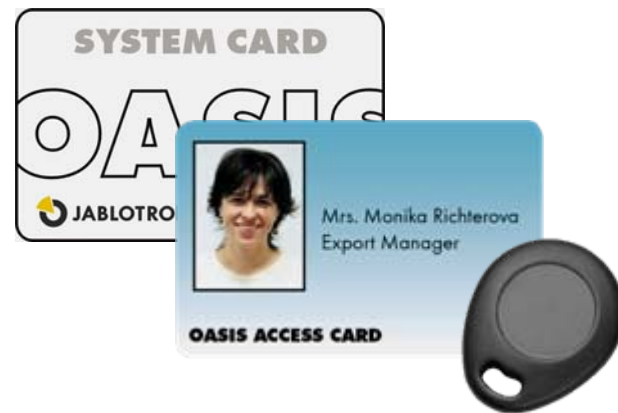 SYSTEM CARD
OASIS
JABLOTRO
Mrs. Monika Richterova
Export Manager
OASIS ACCESS CARD